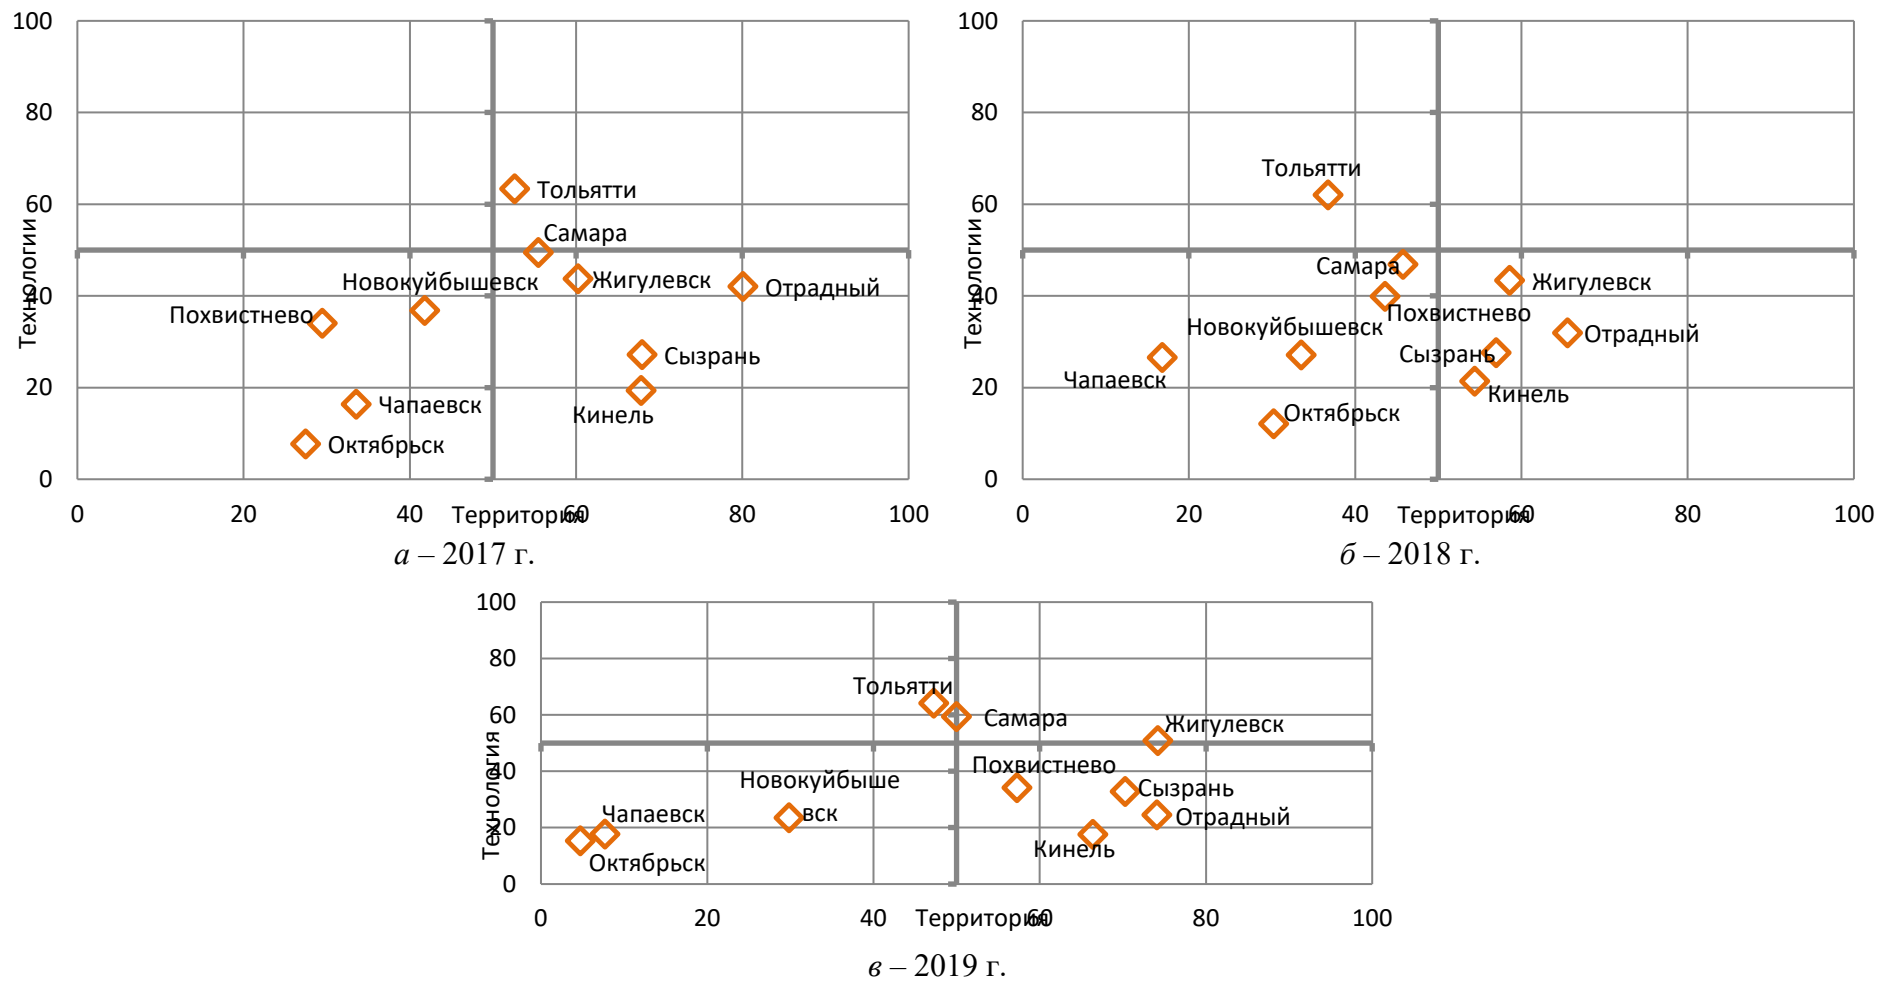 100
80
60
40
20
0
Технологии
Тольятти
Самара
Новокуйбышевск
Жигулевск
Отрадный
Похвистнево
Сызрань
Чапаевск
Кинель
Октябрьск
0 20 40 Территория 60 80 100
а – 2017 г.
100
80
60
40
20
0
Технологии
Тольятти
Самара
Жигулевск
Похвистнево
Новокуйбышевск
Отрадный
Сызрань
Чапаевск
Кинель
Октябрьск
0 20 40 Территория 60 80 100
б – 2018 г.
100
80
60
40
20
0
Технология
Тольятти
Самара
Жигулевск
Похвистнево
Новокуйбыше
вск
Сызрань
Чапаевск
Отрадный
Кинель
Октябрьск
0 20 40 Территория 60 80 100
в – 2019 г.